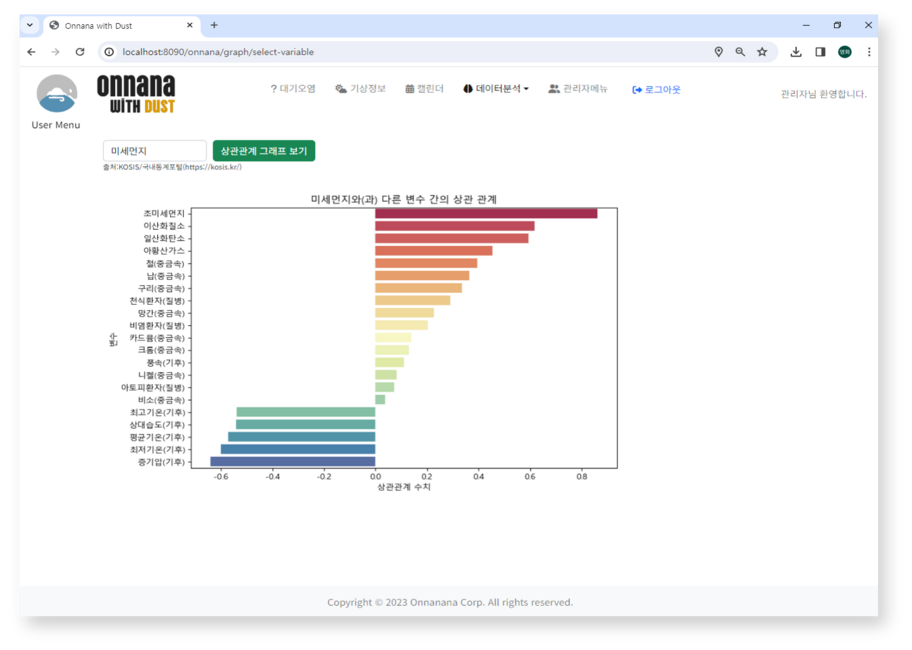 Onnana with Dust
localhost:8090/onnana/graph/select-variable
영화
onnana
WITH DUST
? 대기오염 기상정보 캘린더 데이터분석 관리자메뉴 로그아웃
관리자님 환영합니다.
User Menu
미세먼지 상관관계 그래프 보기
출처:KOSIS/국내통계포털(https://kosis.kr/)
미세먼지와(과) 다른 변수 간의 상관 관계
변수
조미세먼지
이산화질소
일산화탄소
아황산가스
절(중금속)
납(중금속)
구리(중금속)
천식환자(질병)
망간(중금속)
비염환자(질병)
카드뮴(중금속)
크롬(중금속)
풍속(기후)
니켈(중금속)
아토피환자(질병)
비소(중금속)
최고기온(기후)
상대습도(기후)
평균기온(기후)
최저기온(기후)
증기압(기후)
-0.6 -0.4 -0.2 0.0 0.2 0.4 0.6 0.8
상관관계 수치
Copyright © 2023 Onnanana Corp. All rights reserved.